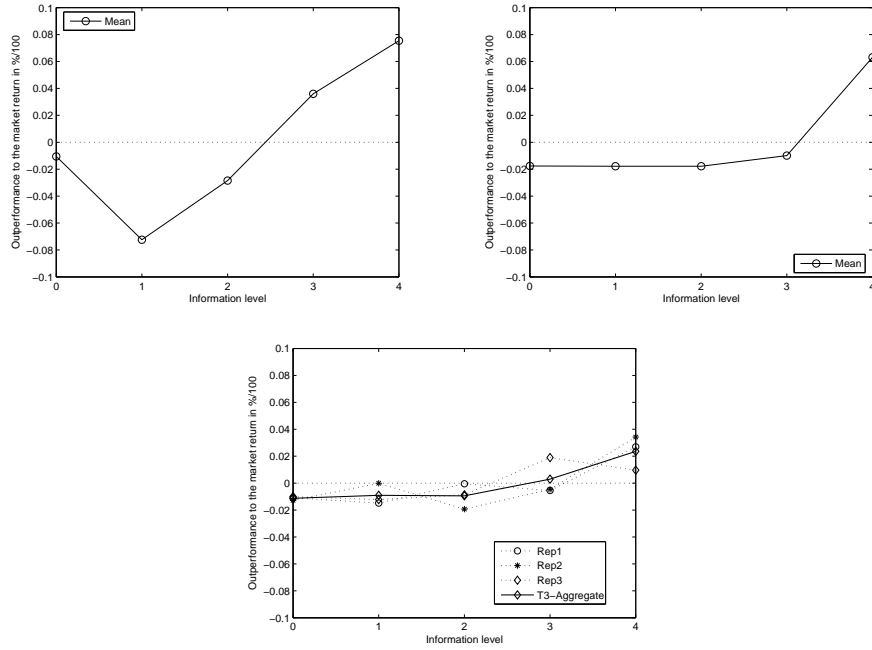 Outperformance to the market return in %/100
0.1
0.08
0.06
0.04
0.02
0
−0.02
−0.04
−0.06
−0.08
−0.1
Mean
0 1 2 3 4
Information level
Outperformance to the market return in %/100
0.1
0.08
0.06
0.04
0.02
0
−0.02
−0.04
−0.06
−0.08
−0.1
Mean
0 1 2 3 4
Information level
Outperformance to the market return in %/100
0.1
0.08
0.06
0.04
0.02
0
−0.02
−0.04
−0.06
−0.08
−0.1
Rep1
Rep2
Rep3
T3−Aggregate
0 1 2 3 4
Information level